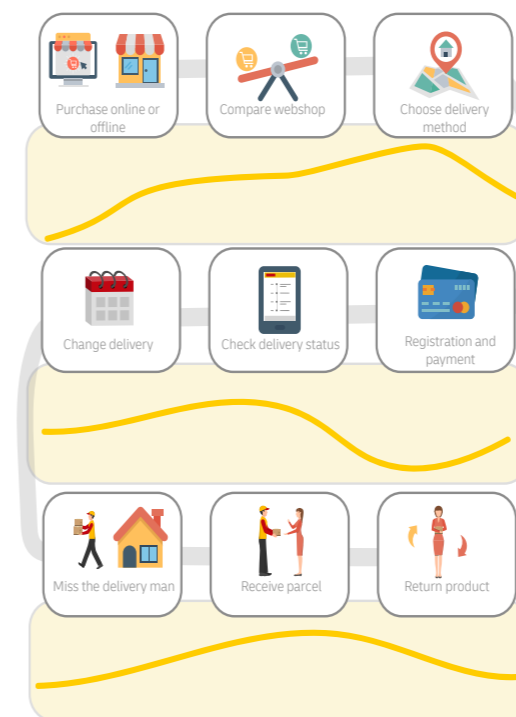 Purchase online or
offline
Compare webshop
Choose delivery
method
Change delivery
Check delivery status
Registration and
payment
Miss the delivery man
Receive parcel
Return product